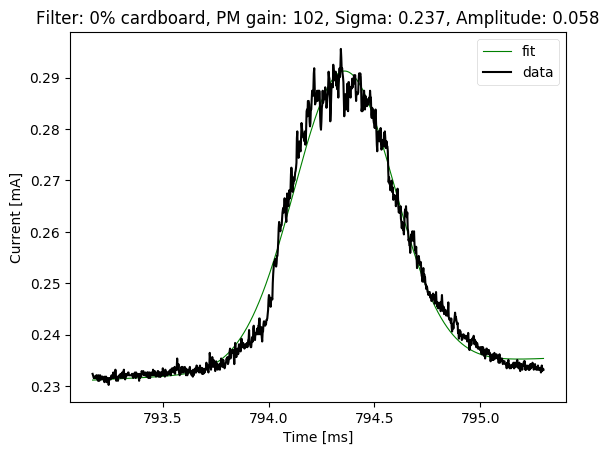 Filter: 0% cardboard, PM gain: 102, Sigma: 0.237, Amplitude: 0.058
fit
data
0.29
0.28
0.27
0.26
0.25
0.24
0.23
Current [mA]
793.5 794.0 794.5 795.0
Time [ms]